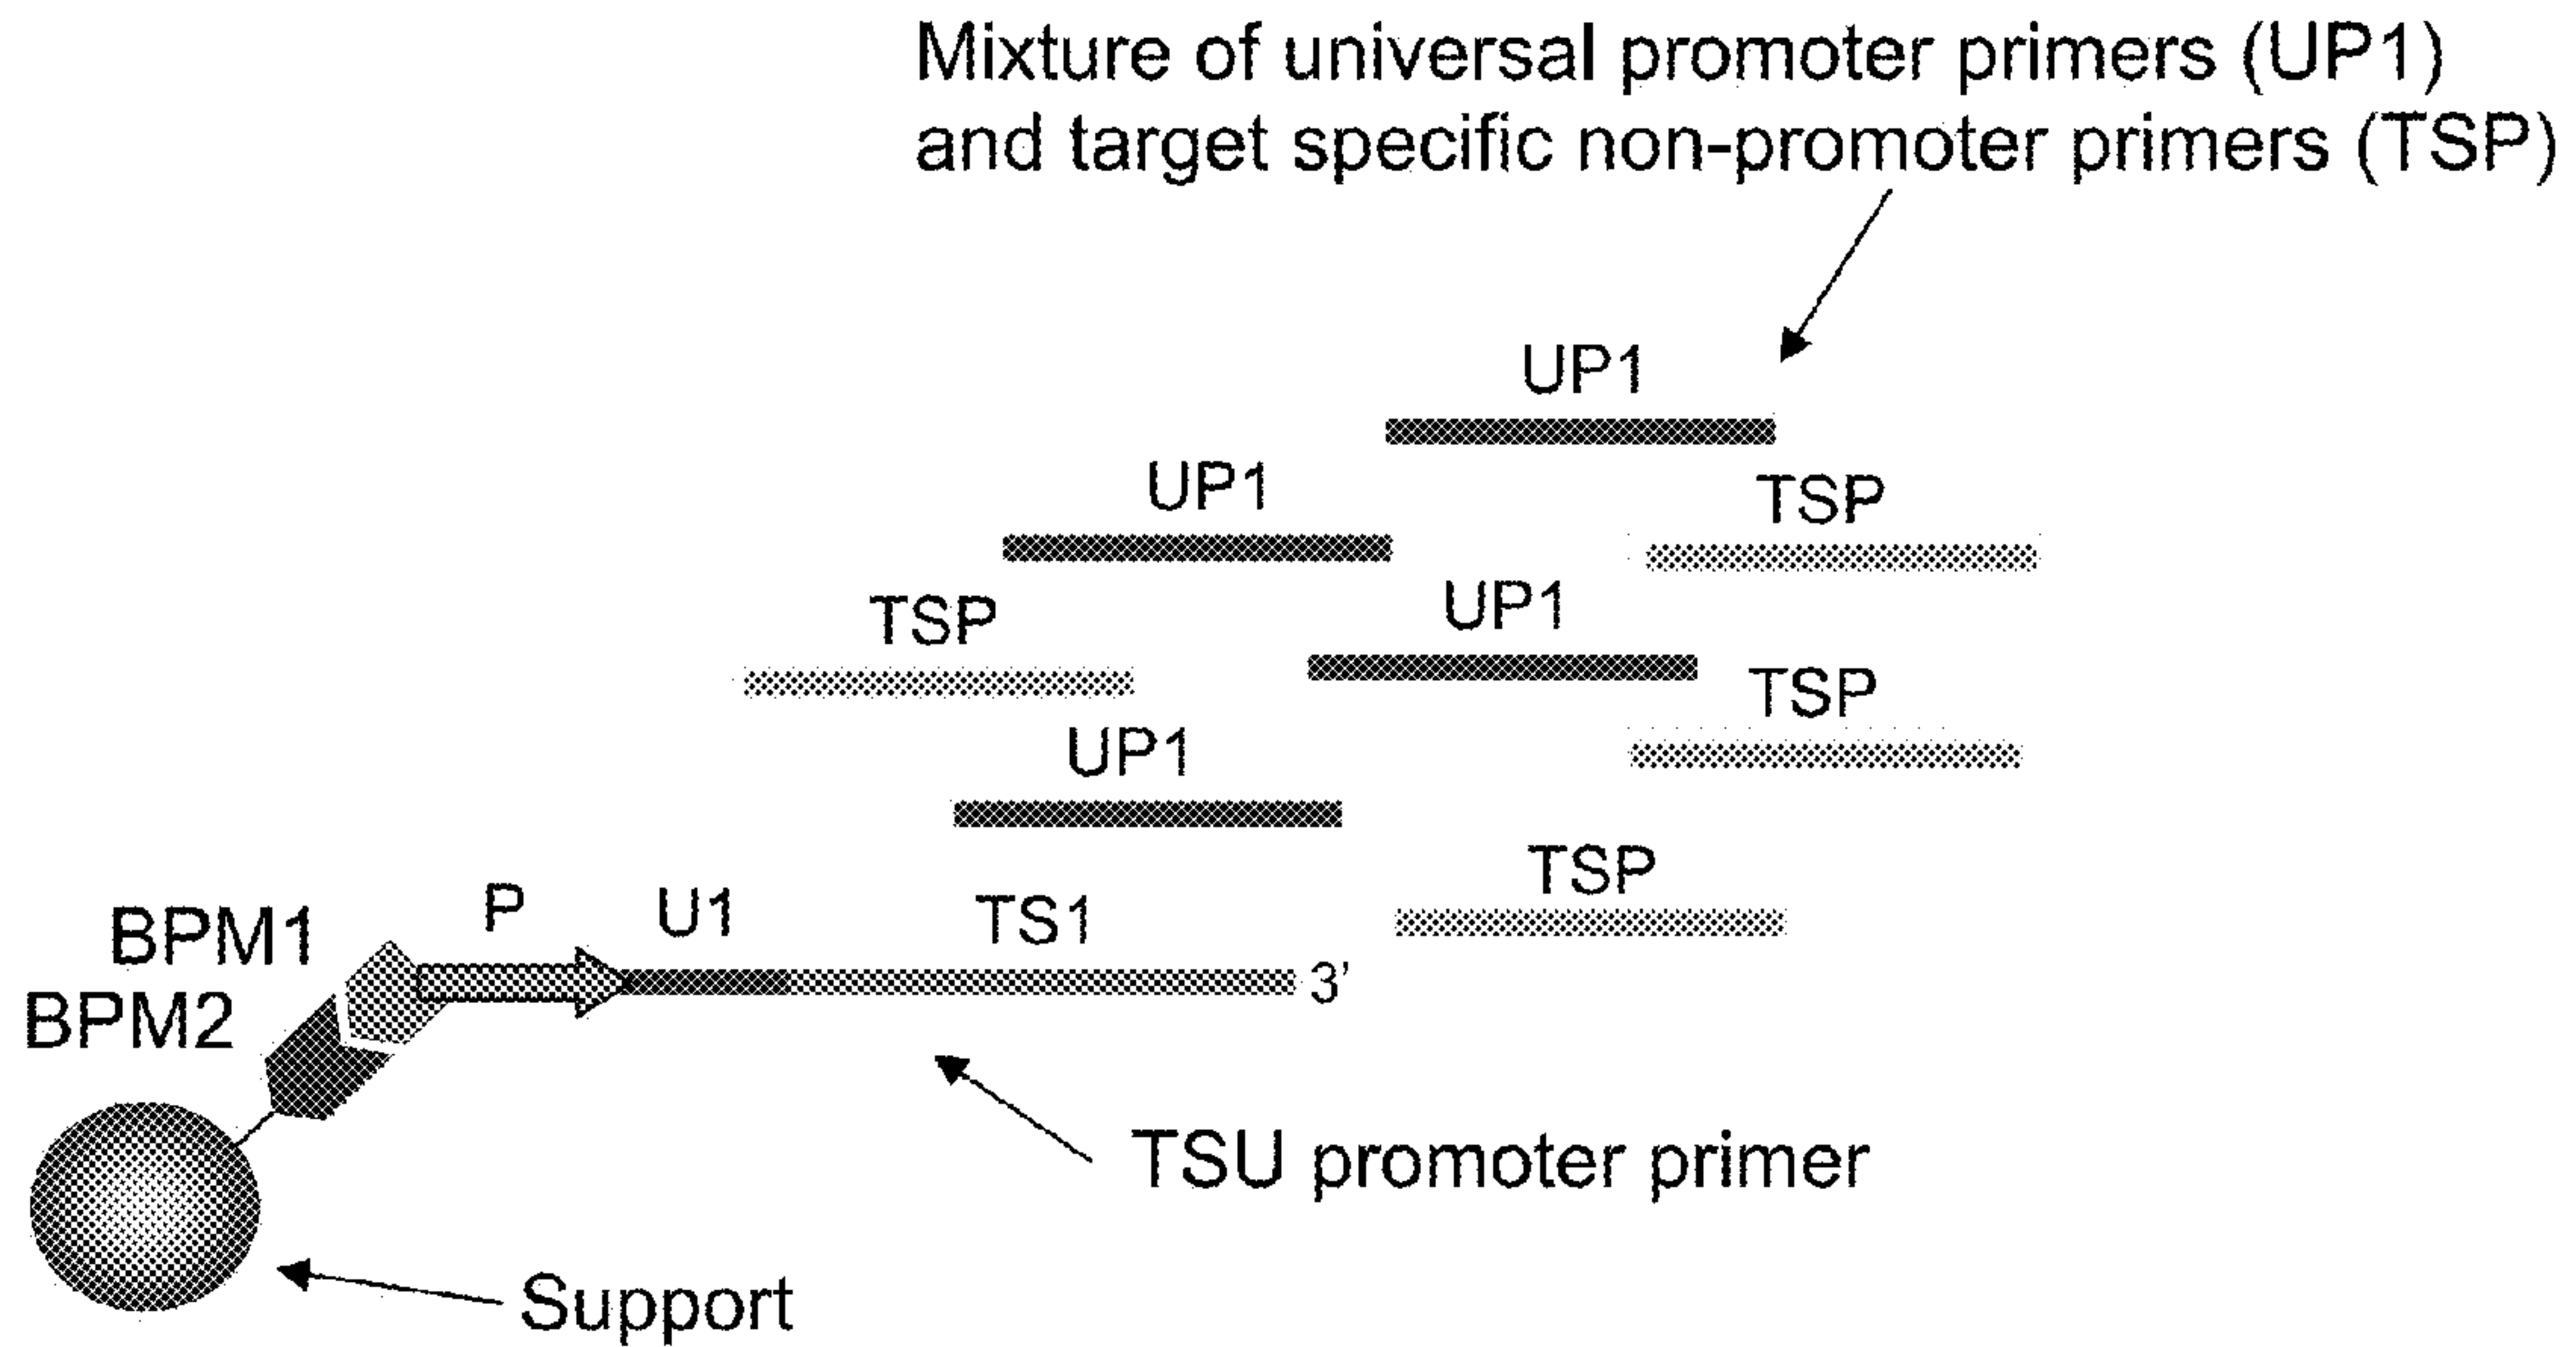 Mixture of universal promoter primers (UP1)
and target specific non-promoter primers (TSP)
UP1
UP1
TSP
TSP
UP1
TSP
UP1
TSP
BPM1
P
U1
TS1
3’
BPM2
TSU promoter primer
Support